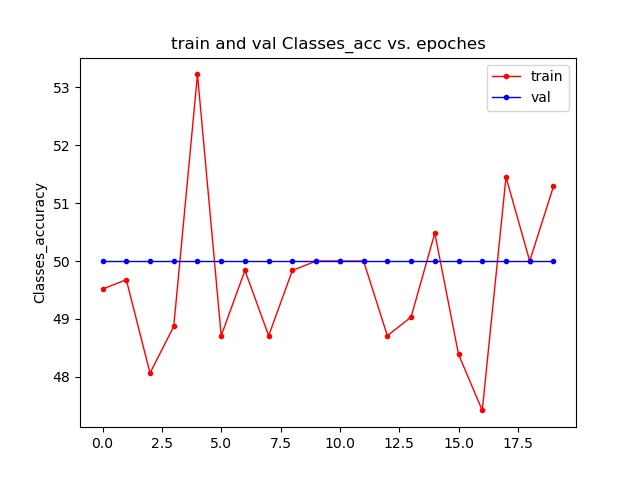 train and val Classes_acc vs. epoches
train
val
53
52
51
50
49
48
Classes_accuracy
0.0 2.5 5.0 7.5 10.0 12.5 15.0 17.5